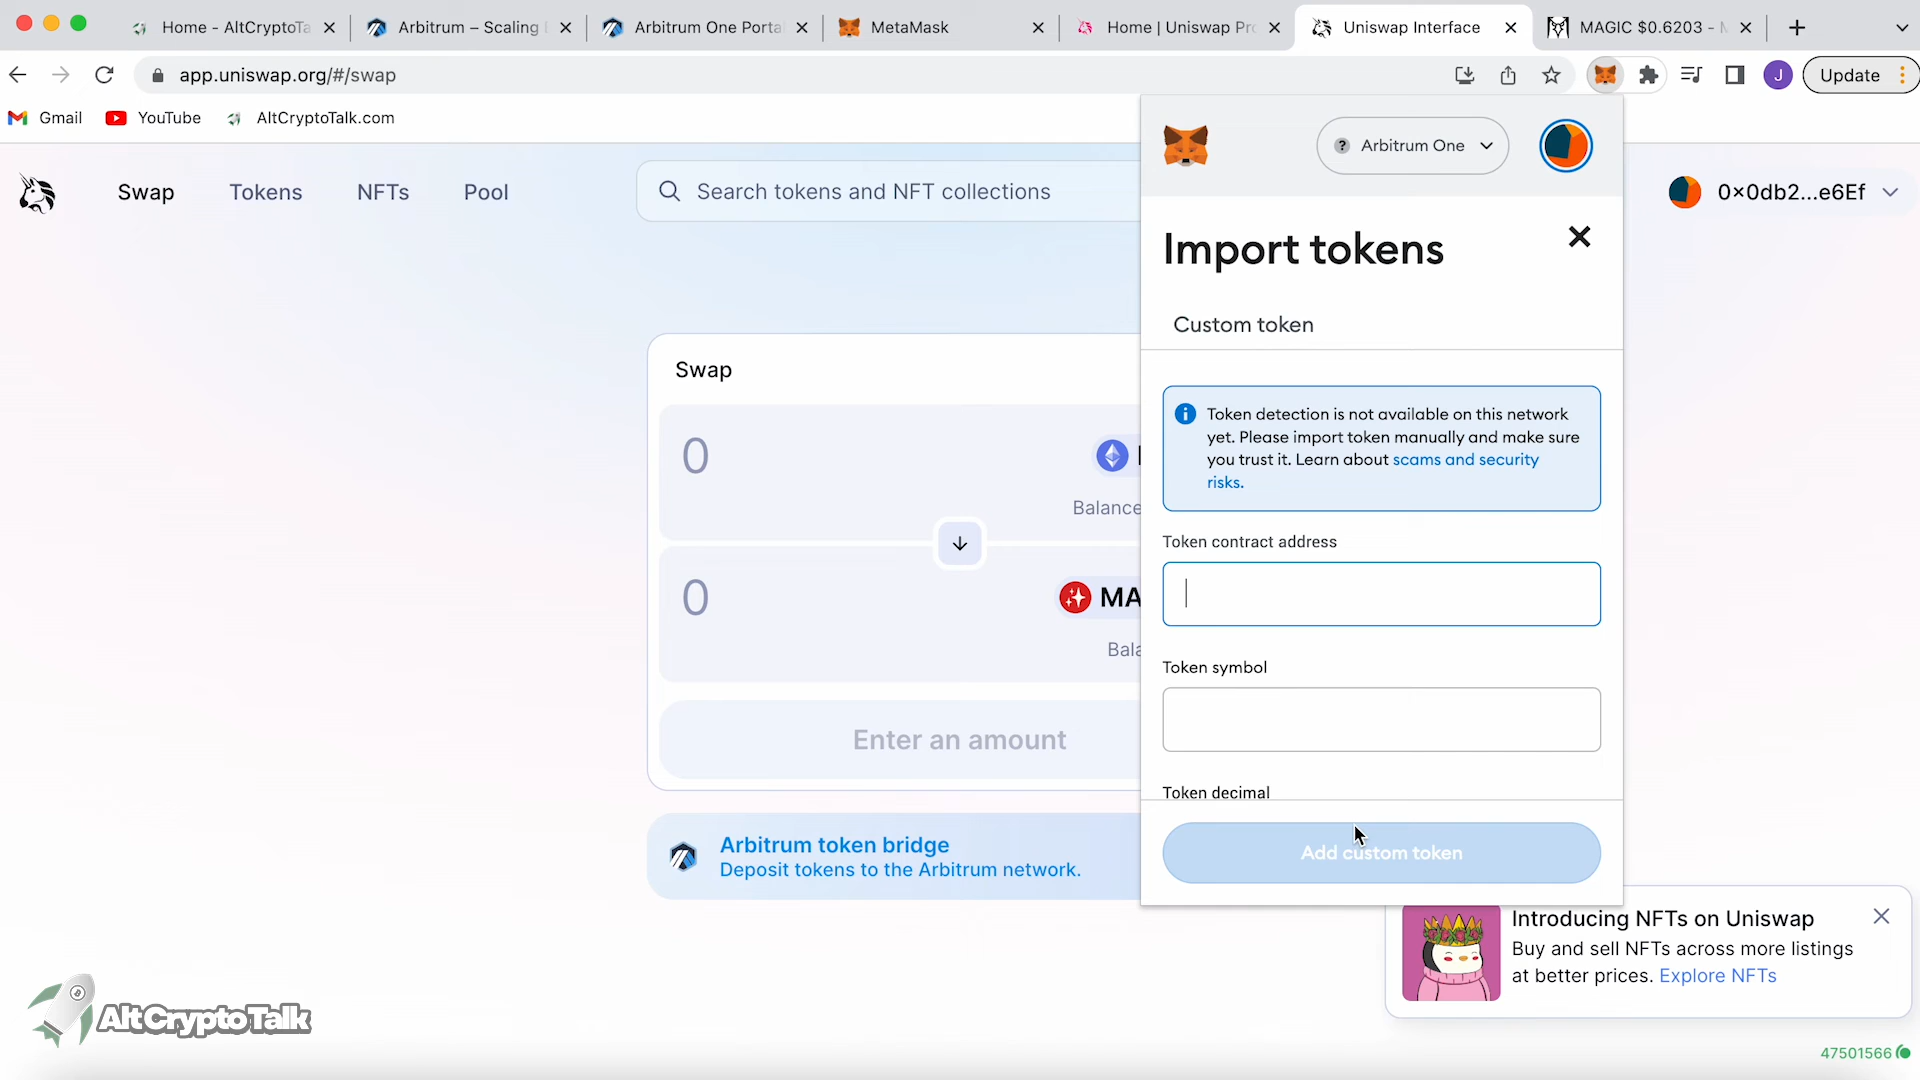 Home - AltCryptoTa
Arbitrum – Scaling
Arbitrum One Porta
MetaMask
Home | Uniswap Pro
Uniswap Interface
MAGIC $0.6203 -
app.uniswap.org/#/swap
J
Update
Gmail
YouTube
AltCryptoTalk.com
Swap
Tokens
NFTs
Pool
Search tokens and NFT collections
0×0db2...e6Ef
Arbitrum One
Import tokens
Custom token
Token detection is not available on this network
yet. Please import token manually and make sure
you trust it. Learn about scams and security
risks.
Token contract address
Token symbol
Token decimal
Add custom token
Swap
0
Balance
0
MA
Bala
Enter an amount
Arbitrum token bridge
Deposit tokens to the Arbitrum network.
Introducing NFTs on Uniswap
Buy and sell NFTs across more listings
at better prices. Explore NFTs
AltCryptoTalk
47501566